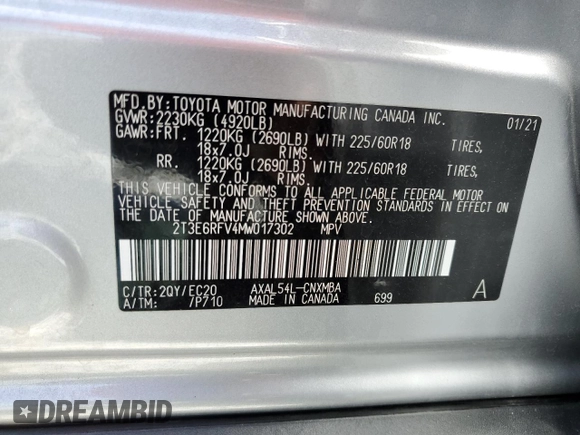 MFD.BY:TOYOTA MOTOR MANUFACTURING CANADA INC. 01/21
GVWR:2230KG (4920LB)
GAWR:FRT. 1220KG (2690LB) WITH 225/60R18 TIRES,
18x7.0J RIMS.
RR. 1220KG (2690LB) WITH 225/60R18 TIRES,
18x7.0J RIMS.
THIS VEHICLE CONFORMS TO ALL APPLICABLE FEDERAL MOTOR
VEHICLE SAFETY AND THEFT PREVENTION STANDARDS IN EFFECT ON
THE DATE OF MANUFACTURE SHOWN ABOVE.
2T3E6RFV4MW017302 MPV
C/TR:2QY/EC20 AXAL54L-CNXMBA
A/TM: /P710 MADE IN CANADA 699 A
DREAMBID